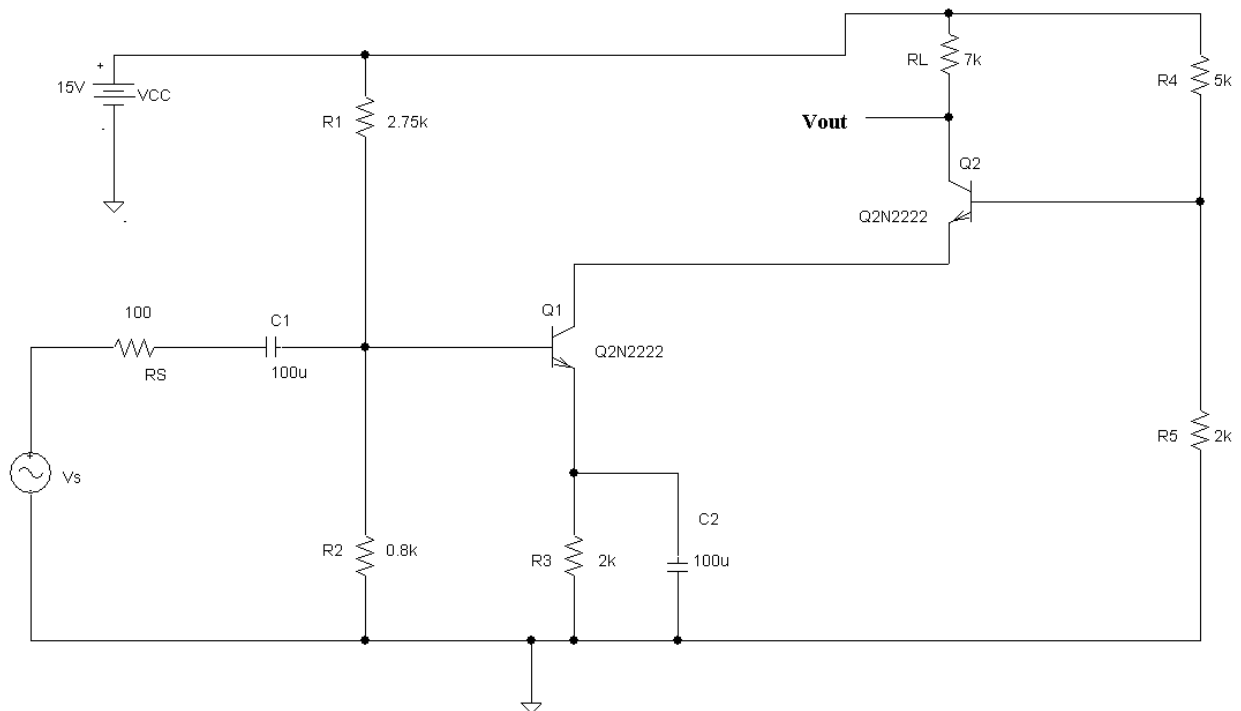 RL
7k
15V
+
VCC
R1
2.75k
R4
5k
Vout
Q2
Q2N2222
100
RS
C1
100u
Q1
Q2N2222
Vs
+
-
R5
2k
C2
100u
R2
0.8k
R3
2k